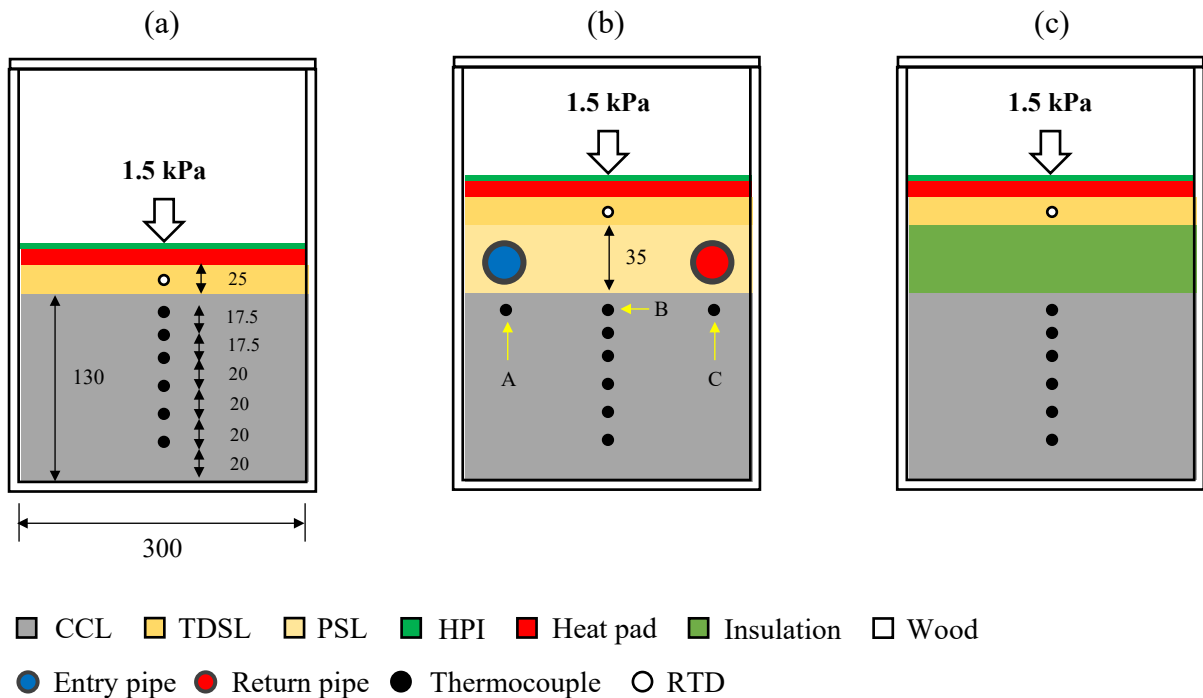 (a) (b) (c)
1.5 kPa 1.5 kPa
1.5 kPa
25 35
17.5 B
17.5
130 20 A C
20
20
20
300
CCL TDSL PSL HPI Heat pad Insulation Wood
Entry pipe Return pipe Thermocouple RTD